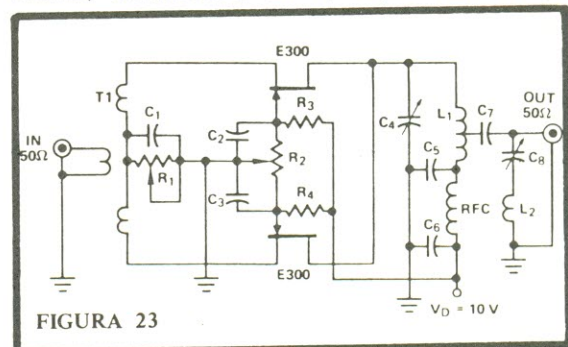 E300
T1
C1
R3
L1
C7
OUT
50Ω
IN
50Ω
C2
C4
R1
R2
C5
C8
C3
R4
RFC
L2
C6
E300
VD = 10 V
FIGURA 23